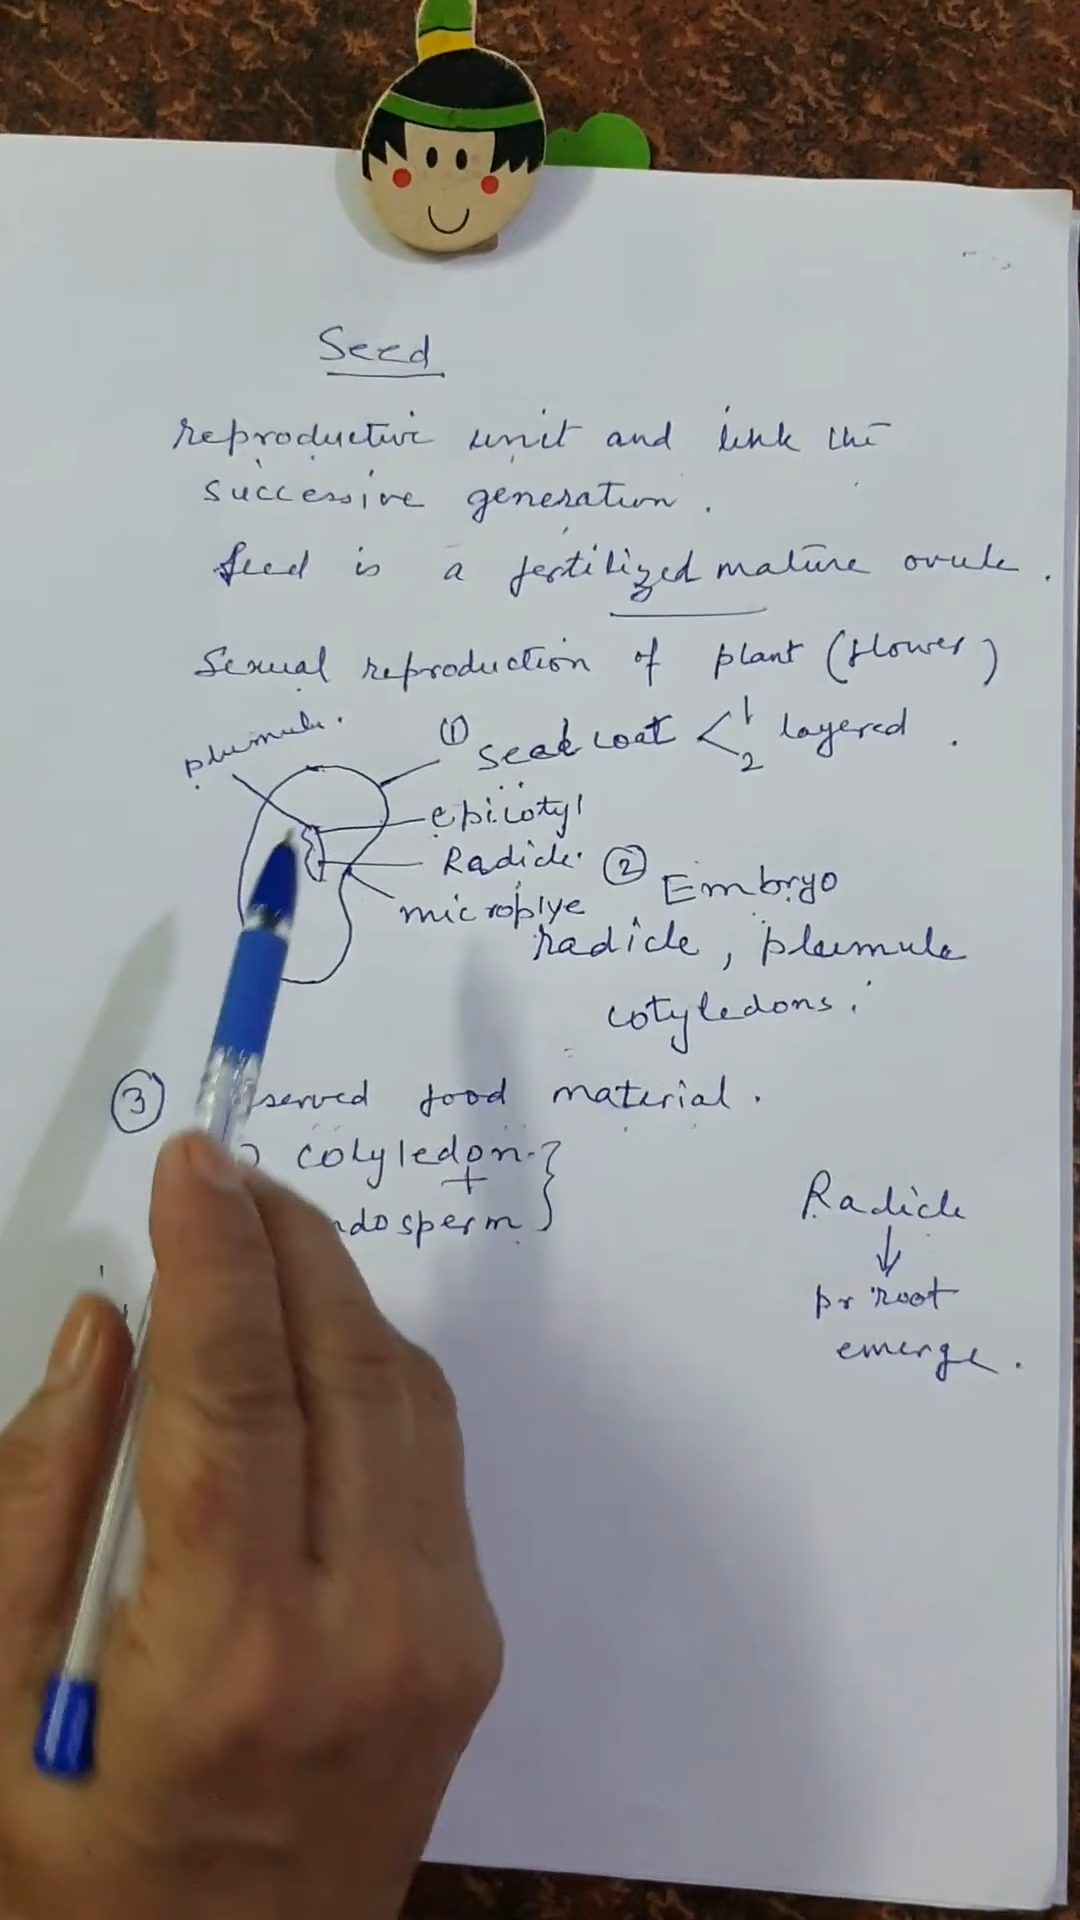 Seed
reproductive unit and link the
successive generation.
Seed is a fertilized mature ovule.
Sexual reproduction of plant (flower)
plumule.
① Seed coat < 1 2 layered.
epicotyl
Radicle.
microplye
② Embryo
radicle, plumule
cotyledons.
③ served food material.
cotyledon
+
ndosperm
Radicle
↓
pr root
emerge.